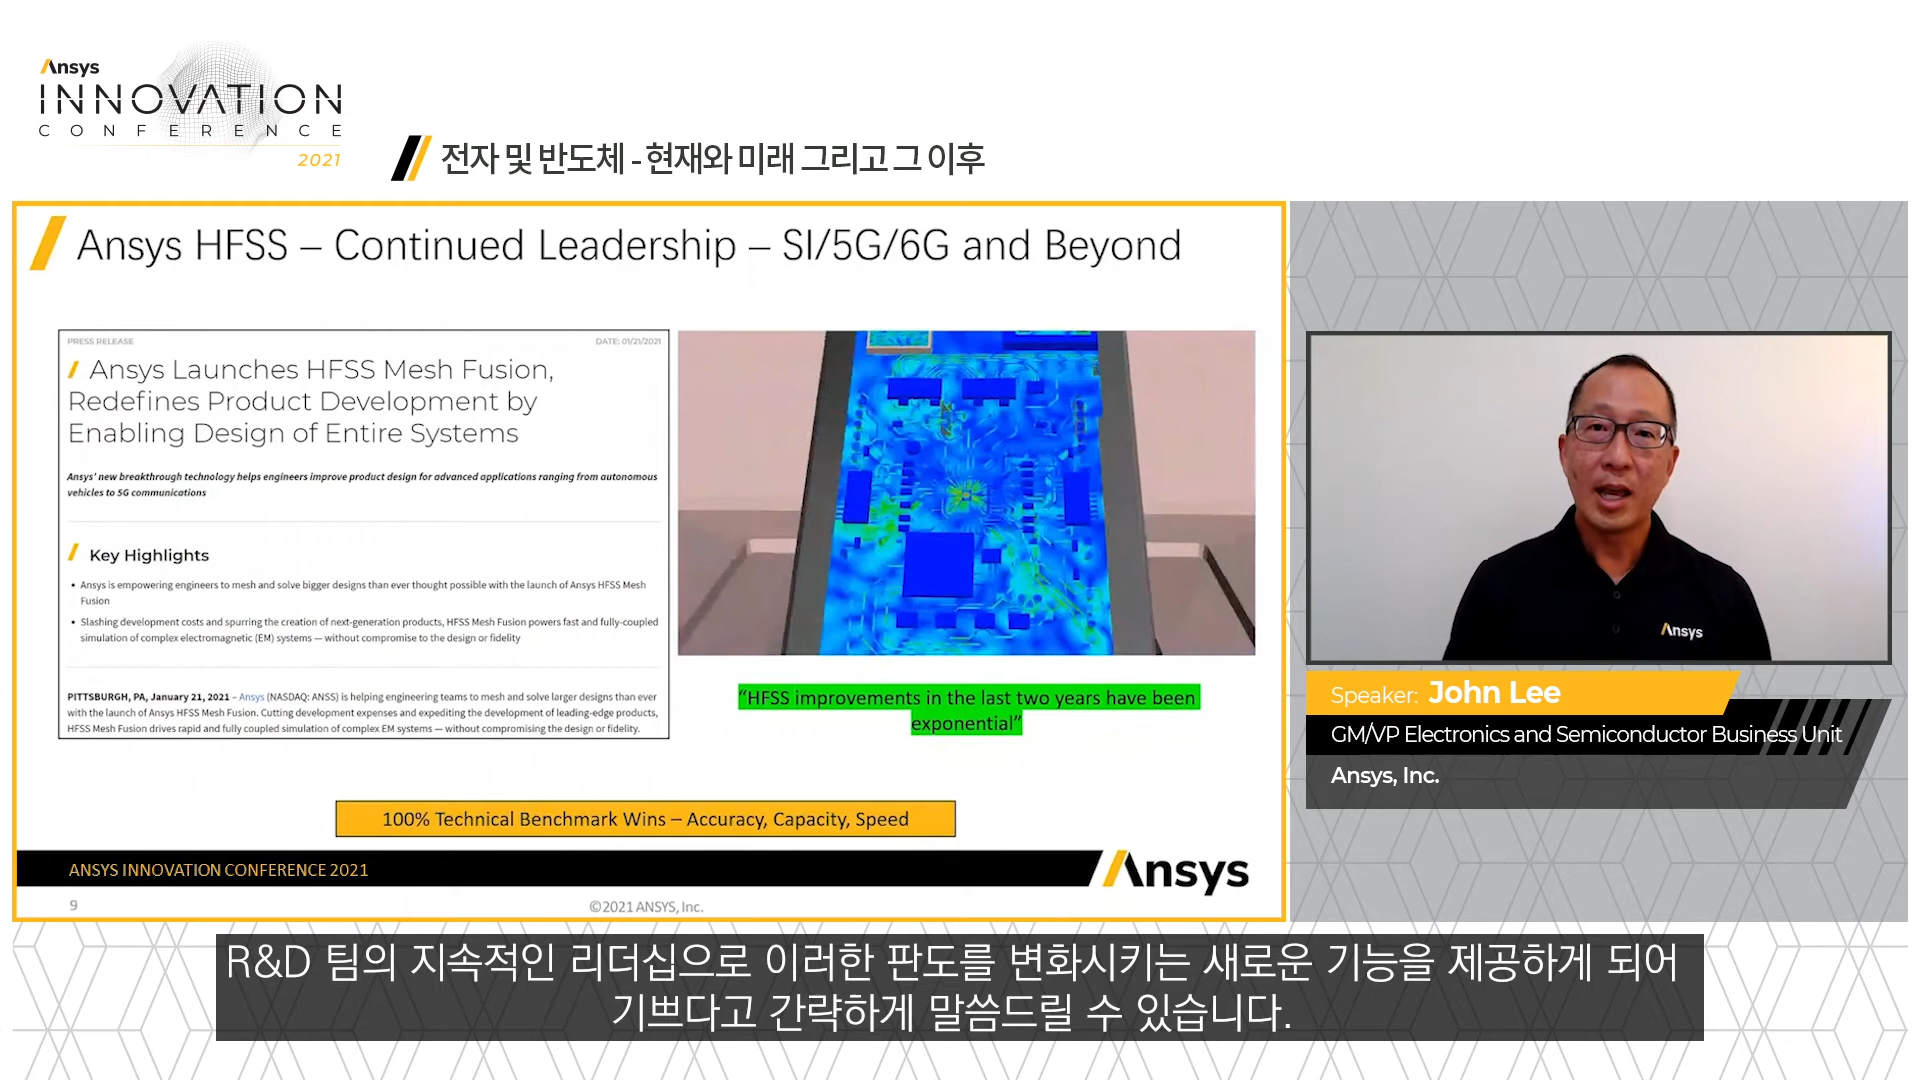 Ansys
INNOVATION
CONFERENCE
2021
전자 및 반도체 - 현재와 미래 그리고 그 이후
Ansys HFSS – Continued Leadership – SI/5G/6G and Beyond
PRESS RELEASE
DATE: 01/21/2021
Ansys Launches HFSS Mesh Fusion,
Redefines Product Development by
Enabling Design of Entire Systems
Ansys' new breakthrough technology helps engineers improve product design for advanced applications ranging from autonomous
vehicles to 5G communications
Key Highlights
• Ansys is empowering engineers to mesh and solve bigger designs than ever thought possible with the launch of Ansys HFSS Mesh
Fusion
• Slashing development costs and spurring the creation of next-generation products, HFSS Mesh Fusion powers fast and fully-coupled
simulation of complex electromagnetic (EM) systems — without compromise to the design or fidelity
PITTSBURGH, PA, January 21, 2021 – Ansys (NASDAQ: ANSS) is helping engineering teams to mesh and solve larger designs than ever
with the launch of Ansys HFSS Mesh Fusion. Cutting development expenses and expediting the development of leading-edge products,
HFSS Mesh Fusion drives rapid and fully coupled simulation of complex EM systems — without compromising the design or fidelity.
“HFSS improvements in the last two years have been
exponential”
100% Technical Benchmark Wins – Accuracy, Capacity, Speed
ANSYS INNOVATION CONFERENCE 2021
Ansys
9
©2021 ANSYS, Inc.
Ansys
Speaker: John Lee
GM/VP Electronics and Semiconductor Business Unit
Ansys, Inc.
R&D 팀의 지속적인 리더십으로 이러한 판도를 변화시키는 새로운 기능을 제공하게 되어
기쁘다고 간략하게 말씀드릴 수 있습니다.